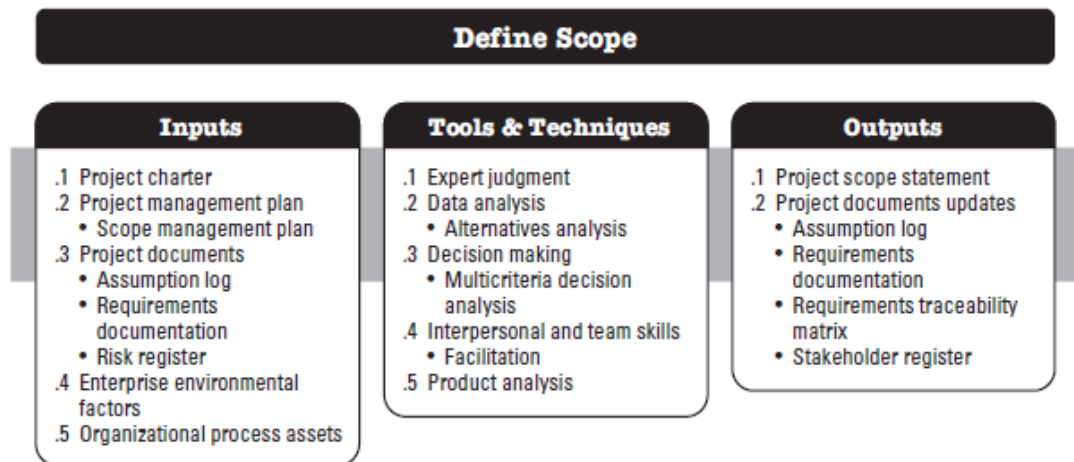 Define Scope
Inputs
.1 Project charter
.2 Project management plan
• Scope management plan
.3 Project documents
• Assumption log
• Requirements
documentation
• Risk register
.4 Enterprise environmental
factors
.5 Organizational process assets
Tools & Techniques
.1 Expert judgment
.2 Data analysis
• Alternatives analysis
.3 Decision making
• Multicriteria decision
analysis
.4 Interpersonal and team skills
• Facilitation
.5 Product analysis
Outputs
.1 Project scope statement
.2 Project documents updates
• Assumption log
• Requirements
documentation
• Requirements traceability
matrix
• Stakeholder register